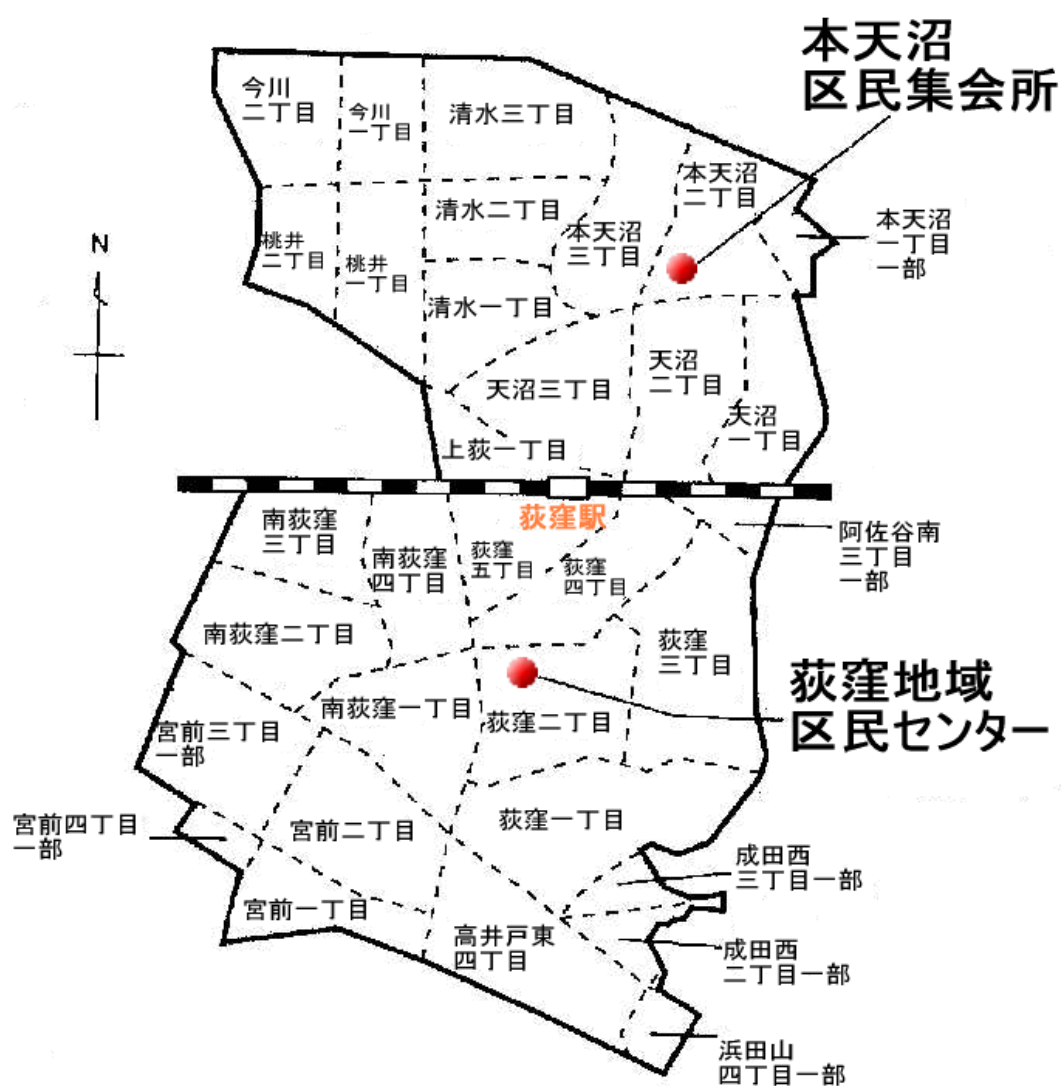 本天沼
区民集会所
今川
二丁目
今川
一丁目
清水三丁目
本天沼
二丁目
清水二丁目
本天沼
三丁目
本天沼
一丁目
一部
N
桃井
二丁目
桃井
一丁目
清水一丁目
天沼三丁目
天沼
二丁目
天沼
一丁目
上荻一丁目
荻窪駅
南荻窪
三丁目
南荻窪
四丁目
荻窪
五丁目
荻窪
四丁目
阿佐谷南
三丁目
一部
南荻窪二丁目
荻窪
三丁目
南荻窪一丁目
荻窪二丁目
荻窪地域
区民センター
宮前三丁目
一部
宮前四丁目
一部
宮前二丁目
荻窪一丁目
成田西
三丁目一部
宮前一丁目
高井戸東
四丁目
成田西
二丁目一部
浜田山
四丁目一部